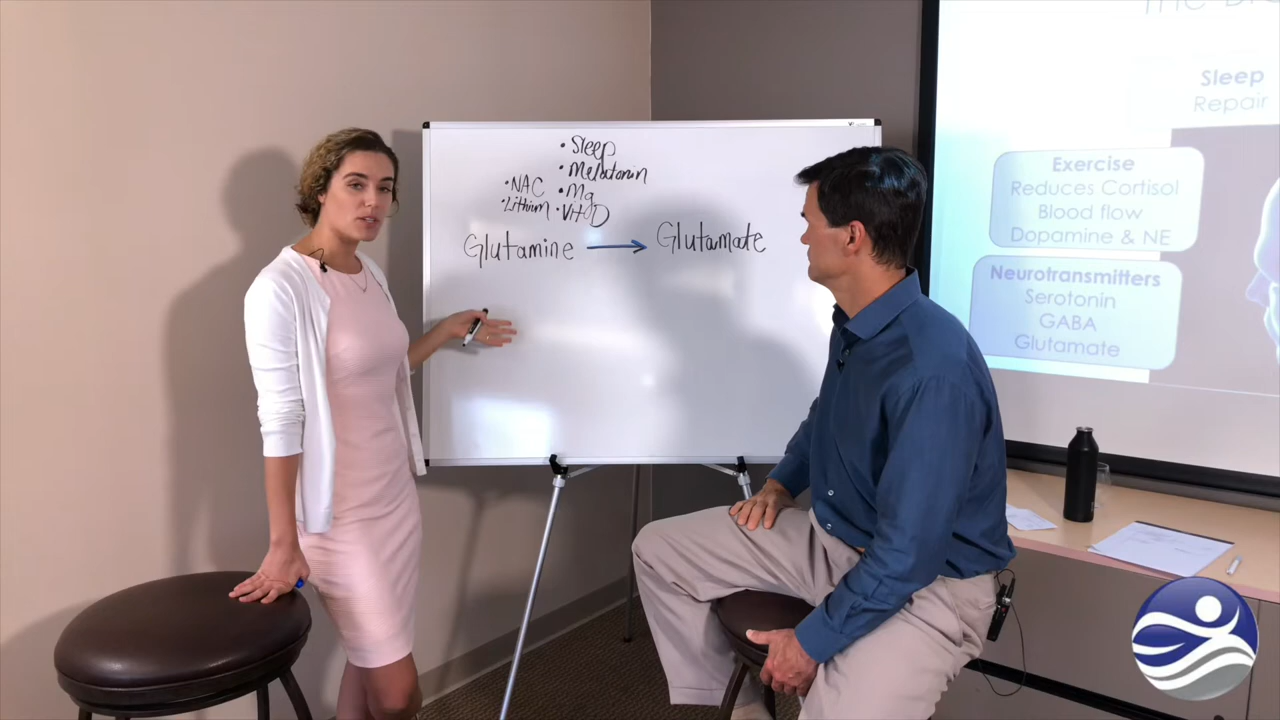 • Sleep
• Melatonin
• NAC • Mg
• Lithium • Vit D
Glutamine → Glutamate
Sleep
Repair
Exercise
Reduces Cortisol
Blood flow
Dopamine & NE
Neurotransmitters
Serotonin
GABA
Glutamate